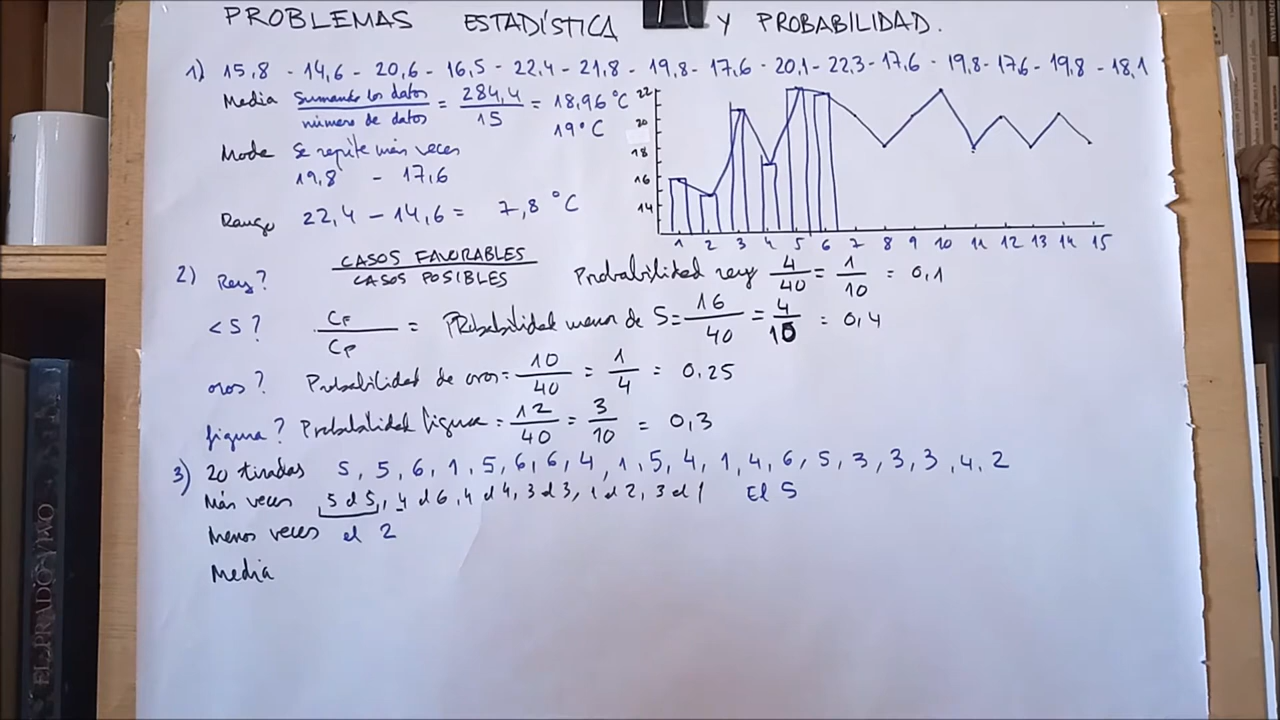 PROBLEMAS ESTADÍSTICA Y PROBABILIDAD.
1) 15,8 - 14,6 - 20,6 - 16,5 - 22,4 - 21,8 - 19,8 - 17,6 - 20,1 - 22,3 - 17,6 - 19,8 - 17,6 - 19,8 - 18,1
Media Sumando los datos / número de datos = 284,4 / 15 = 18,96 °C
19°C
Moda Se repite más veces
19,8 - 17,6
Rango 22,4 - 14,6 = 7,8 °C
22
20
18
16
14
1 2 3 4 5 6 7 8 9 10 11 12 13 14 15
2) Rey? CASOS FAVORABLES / CASOS POSIBLES Probabilidad rey 4/40 = 1/10 = 0,1
< 5? CF / CP = Probabilidad menor de 5 = 16/40 = 4/10 = 0,4
oros? Probabilidad de oros = 10/40 = 1/4 = 0,25
figura? Probabilidad figura = 12/40 = 3/10 = 0,3
3) 20 tiradas 5, 5, 6, 1, 5, 6, 6, 4, 1, 5, 4, 1, 4, 6, 5, 3, 3, 3, 4, 2
Más veces 5 el 5, 4 el 6, 4 el 4, 3 el 3, 1 el 2, 3 el 1 El 5
Menos veces el 2
Media
EL PRADO VIVO